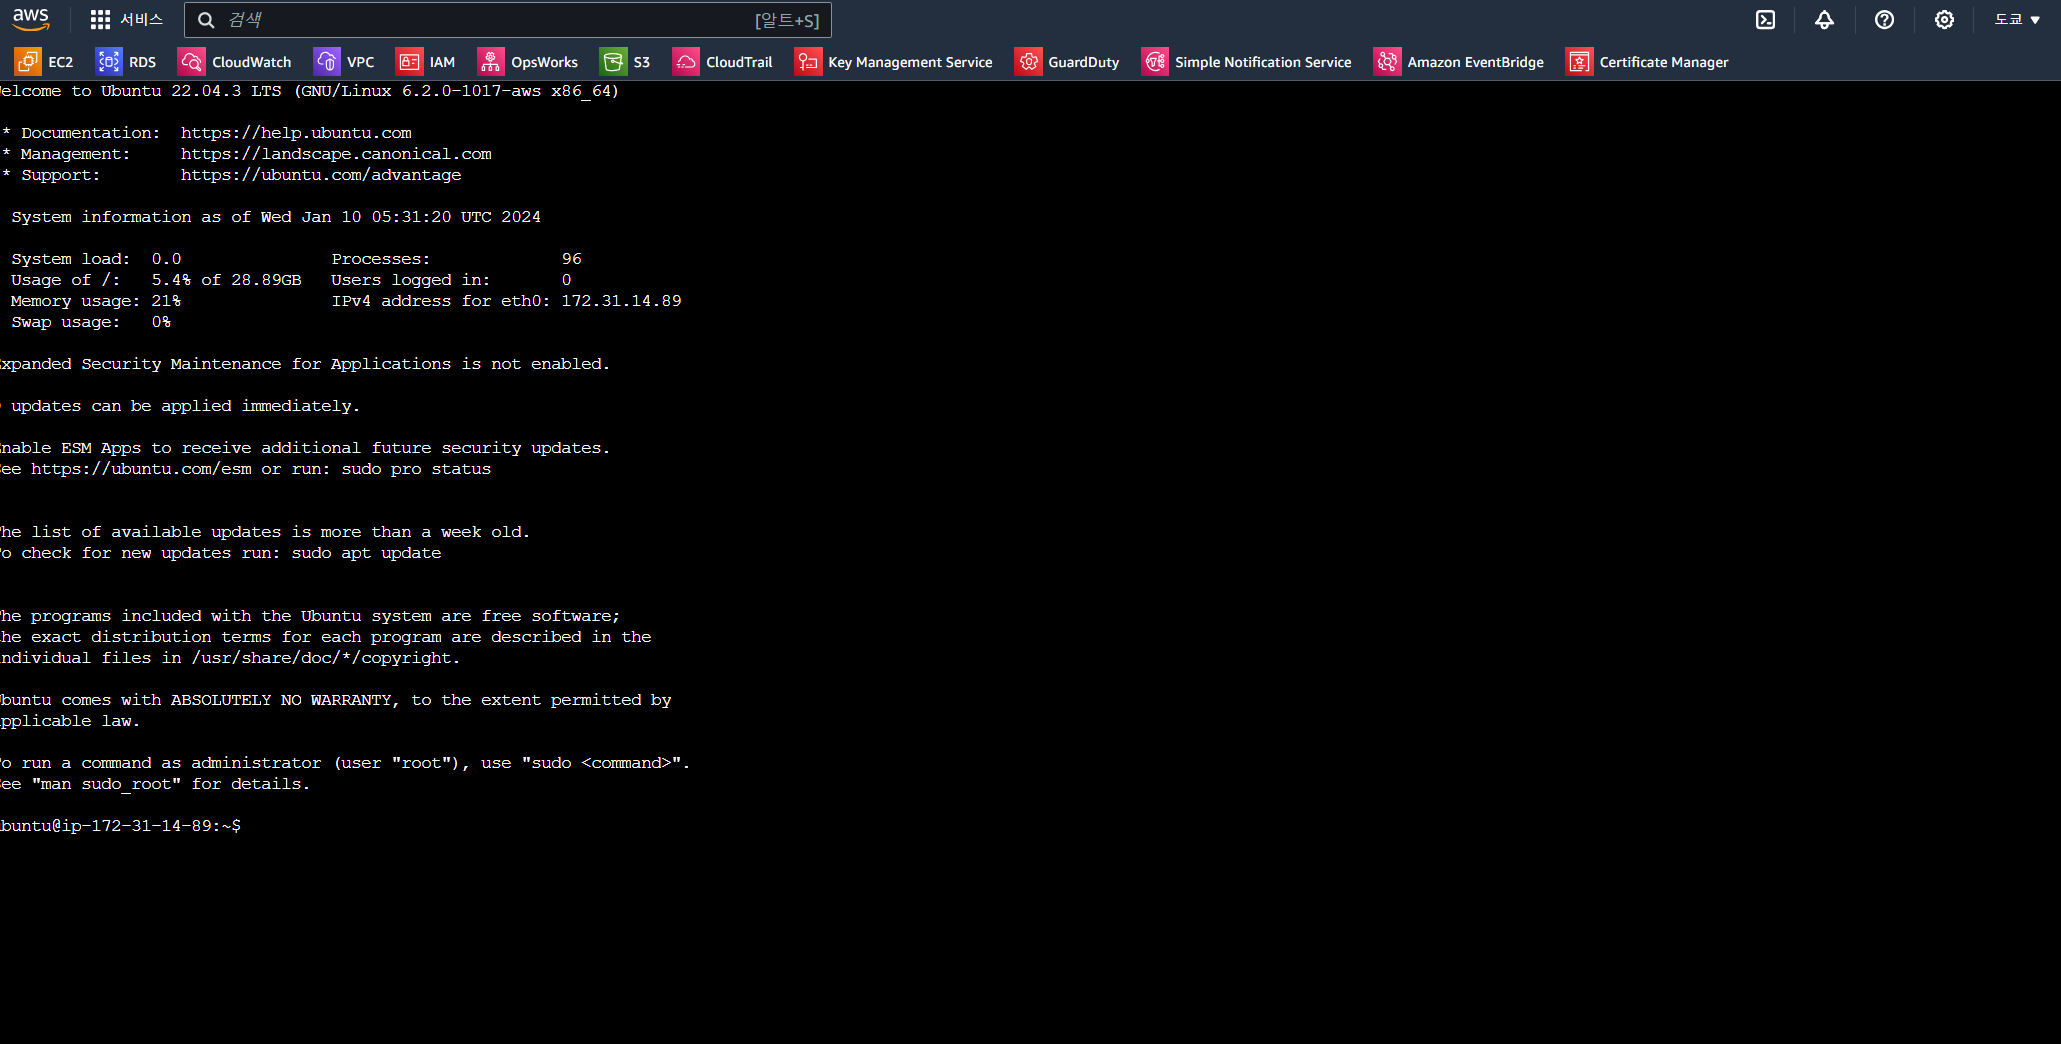 aws 서비스 검색 [알트+S] 도쿄
EC2 RDS CloudWatch VPC IAM OpsWorks S3 CloudTrail Key Management Service GuardDuty Simple Notification Service Amazon EventBridge Certificate Manager
elcome to Ubuntu 22.04.3 LTS (GNU/Linux 6.2.0-1017-aws x86_64)
* Documentation: https://help.ubuntu.com
* Management: https://landscape.canonical.com
* Support: https://ubuntu.com/advantage
System information as of Wed Jan 10 05:31:20 UTC 2024
System load: 0.0 Processes: 96
Usage of /: 5.4% of 28.89GB Users logged in: 0
Memory usage: 21% IPv4 address for eth0: 172.31.14.89
Swap usage: 0%
xpanded Security Maintenance for Applications is not enabled.
updates can be applied immediately.
nable ESM Apps to receive additional future security updates.
ee https://ubuntu.com/esm or run: sudo pro status
he list of available updates is more than a week old.
o check for new updates run: sudo apt update
he programs included with the Ubuntu system are free software;
he exact distribution terms for each program are described in the
ndividual files in /usr/share/doc/*/copyright.
buntu comes with ABSOLUTELY NO WARRANTY, to the extent permitted by
pplicable law.
o run a command as administrator (user "root"), use "sudo <command>".
ee "man sudo_root" for details.
buntu@ip-172-31-14-89:~$